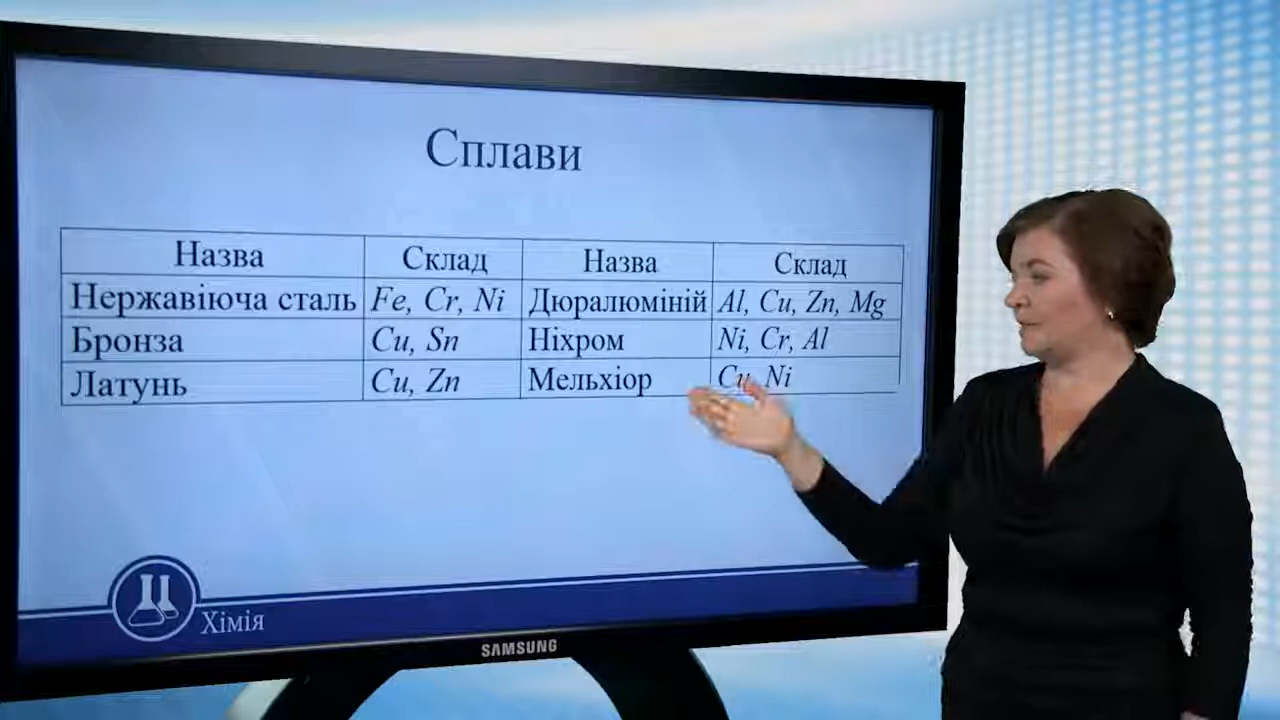 Сплави
Назва Склад Назва Склад
Нержавіюча сталь Fe, Cr, Ni Дюралюміній Al, Cu, Zn, Mg
Бронза Cu, Sn Ніхром Ni, Cr, Al
Латунь Cu, Zn Мельхіор Cu, Ni
Хімія
SAMSUNG